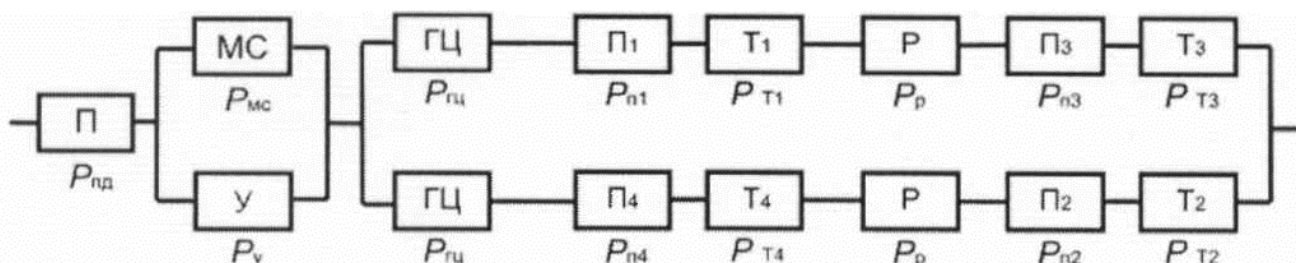 МС ГЦ П1 Т1 Р П3 Т3
Pмс Pгц Pп1 P Т1 Pр Pп3 P Т3
П
Pпд
У ГЦ П4 Т4 Р П2 Т2
Pу Pгц Pп4 P Т4 Pр Pп2 P Т2